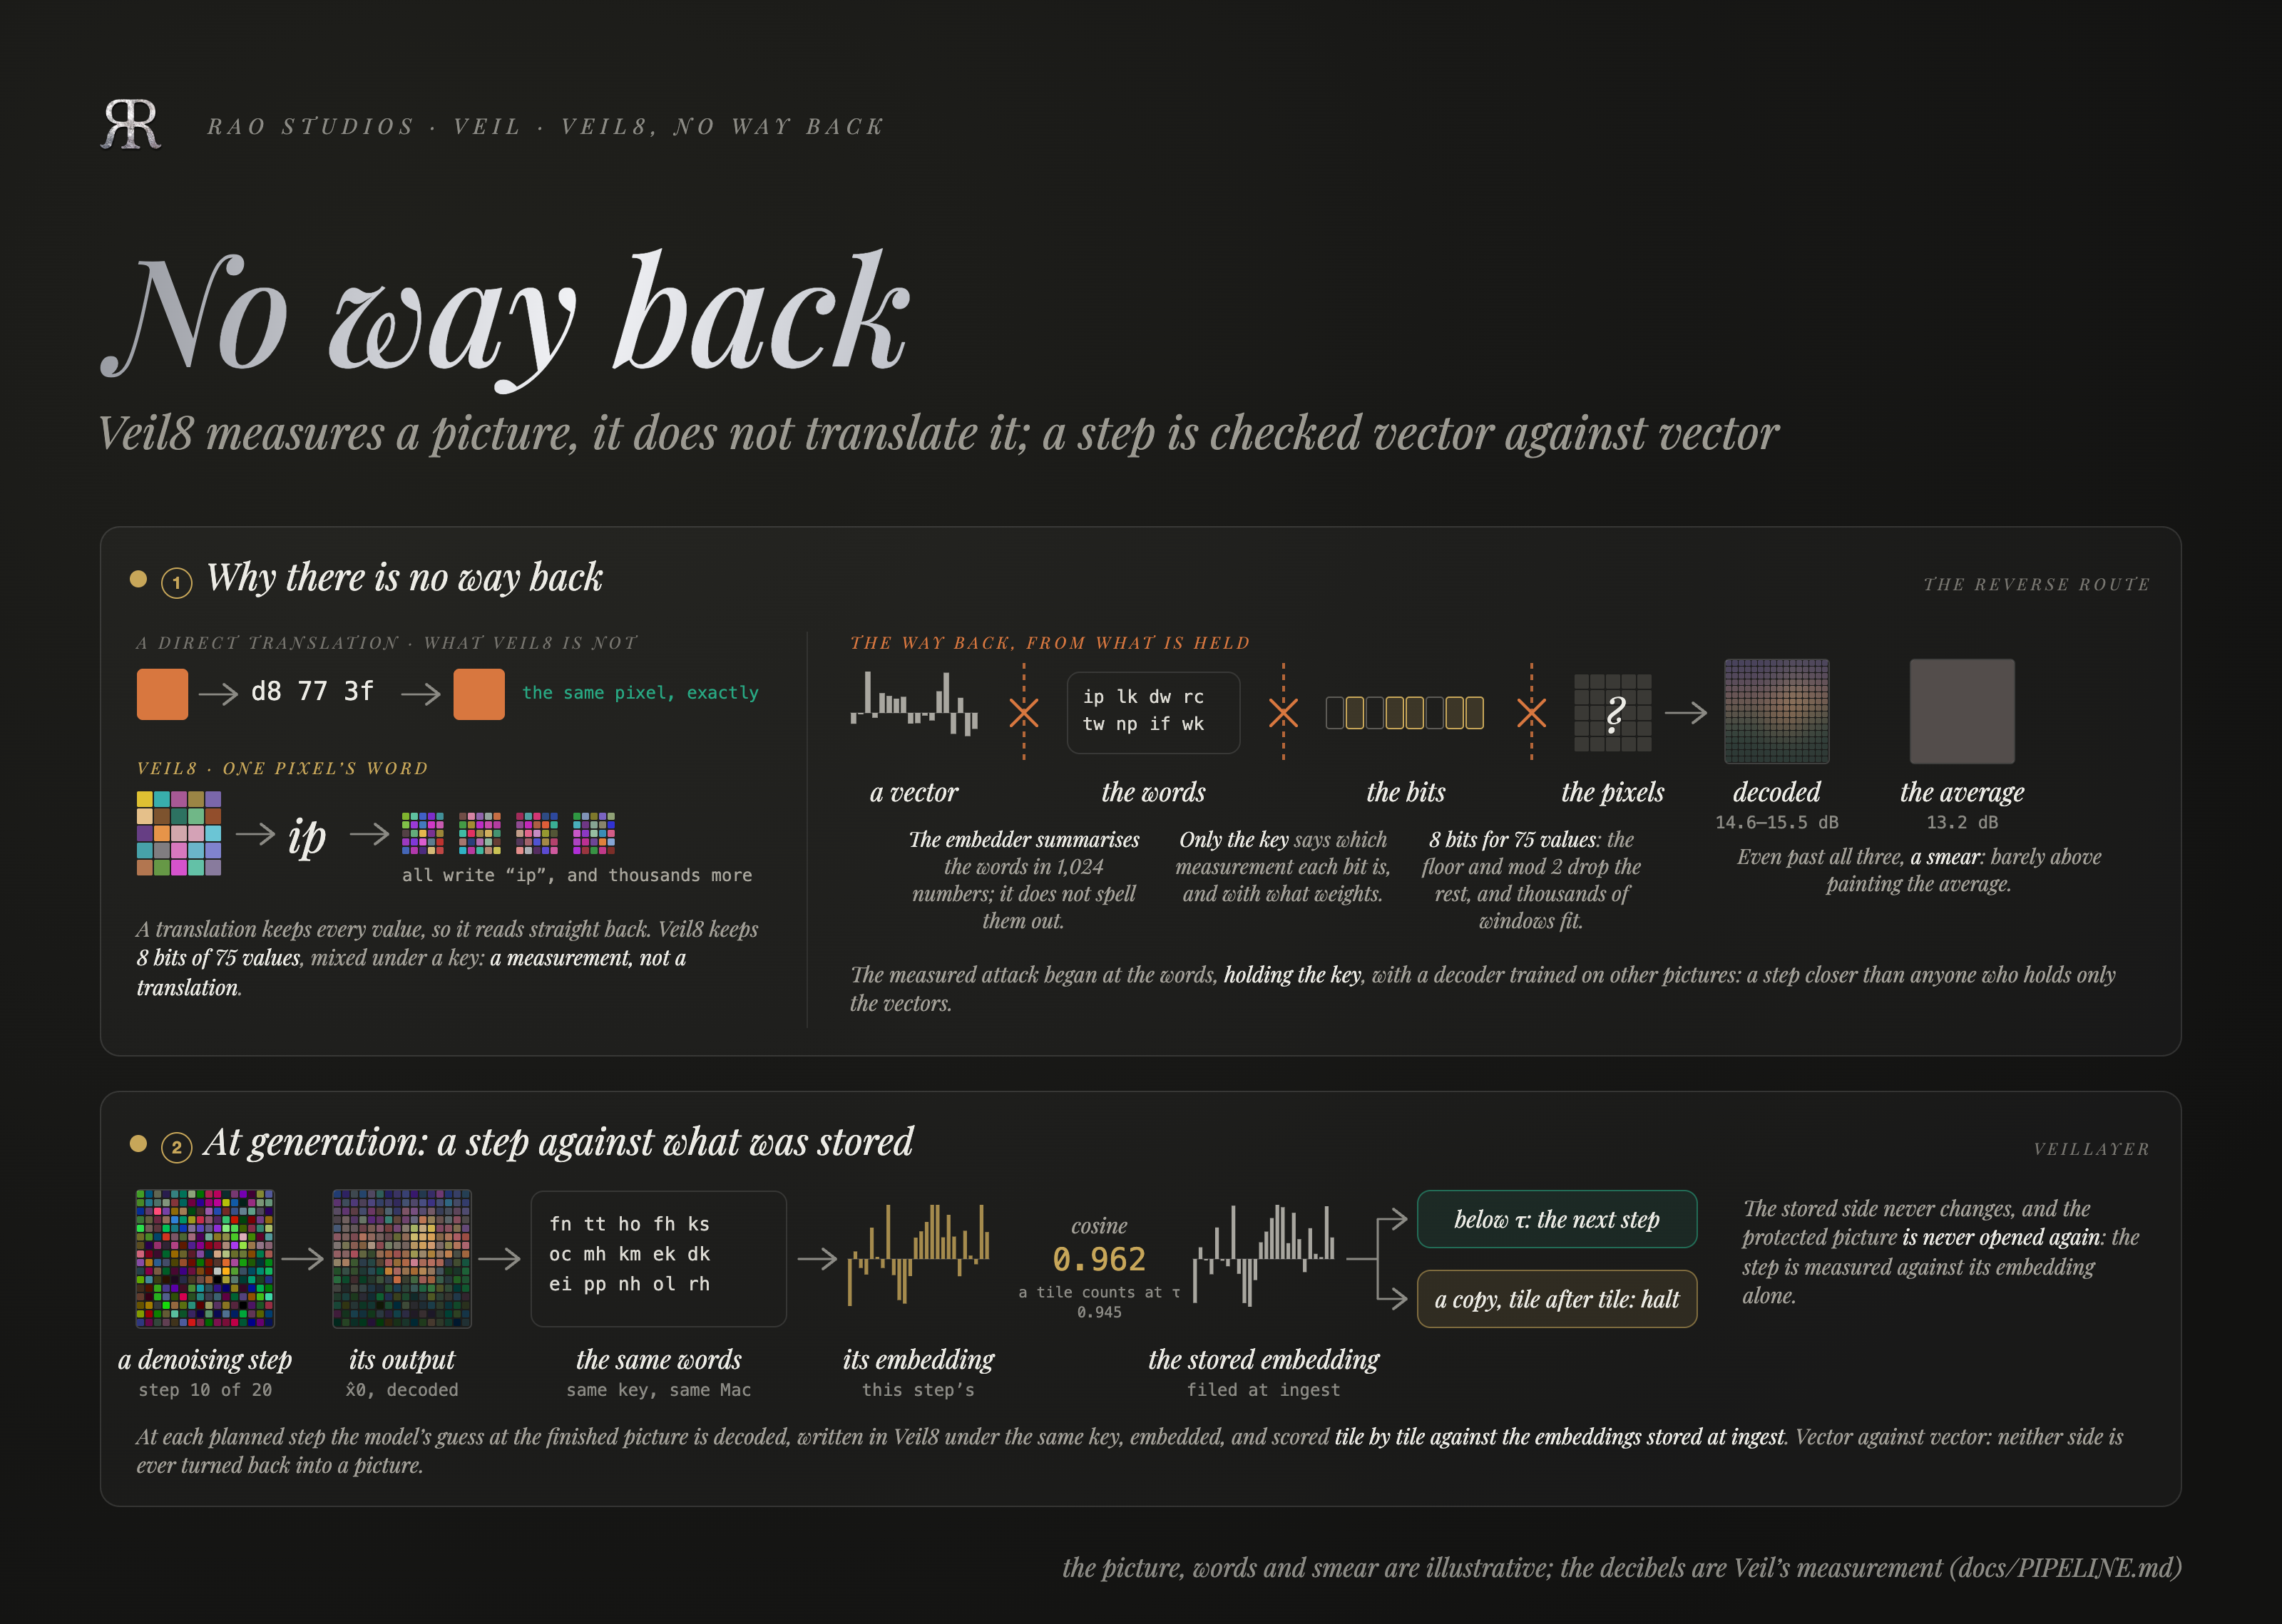 RAO STUDIOS · VEIL · VEIL8, NO WAY BACK
No way back
Veil8 measures a picture, it does not translate it; a step is checked vector against vector
1 Why there is no way back
THE REVERSE ROUTE
A DIRECT TRANSLATION · WHAT VEIL8 IS NOT
d8 77 3f
the same pixel, exactly
VEIL8 · ONE PIXEL’S WORD
ip
all write “ip”, and thousands more
A translation keeps every value, so it reads straight back. Veil8 keeps
8 bits of 75 values, mixed under a key: a measurement, not a
translation.
THE WAY BACK, FROM WHAT IS HELD
ip lk dw rc
tw np if wk
?
a vector
the words
the bits
the pixels
decoded
14.6–15.5 dB
the average
13.2 dB
The embedder summarises
the words in 1,024
numbers; it does not spell
them out.
Only the key says which
measurement each bit is,
and with what weights.
8 bits for 75 values: the
floor and mod 2 drop the
rest, and thousands of
windows fit.
Even past all three, a smear: barely above
painting the average.
The measured attack began at the words, holding the key, with a decoder trained on other pictures: a step closer than anyone who holds only
the vectors.
2 At generation: a step against what was stored
VEILLAYER
fn tt ho fh ks
oc mh km ek dk
ei pp nh ol rh
cosine
0.962
a tile counts at τ
0.945
below τ: the next step
a copy, tile after tile: halt
The stored side never changes, and the
protected picture is never opened again: the
step is measured against its embedding
alone.
a denoising step
step 10 of 20
its output
x̂0, decoded
the same words
same key, same Mac
its embedding
this step’s
the stored embedding
filed at ingest
At each planned step the model’s guess at the finished picture is decoded, written in Veil8 under the same key, embedded, and scored tile by tile against the embeddings stored at ingest. Vector against vector: neither side is
ever turned back into a picture.
the picture, words and smear are illustrative; the decibels are Veil’s measurement (docs/PIPELINE.md)